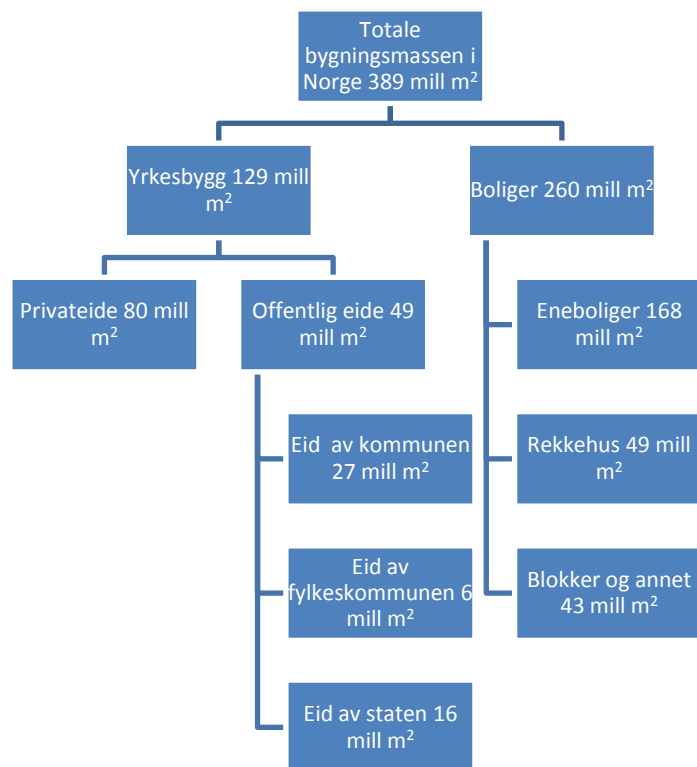 Totale
bygningsmassen i
Norge 389 mill m²
Yrkesbygg 129 mill
m²
Boliger 260 mill m²
Privateide 80 mill
m²
Offentlig eide 49
mill m²
Eneboliger 168
mill m²
Eid av kommunen
27 mill m²
Rekkehus 49 mill
m²
Eid av
fylkeskommunen 6
mill m²
Blokker og annet
43 mill m²
Eid av staten 16
mill m²